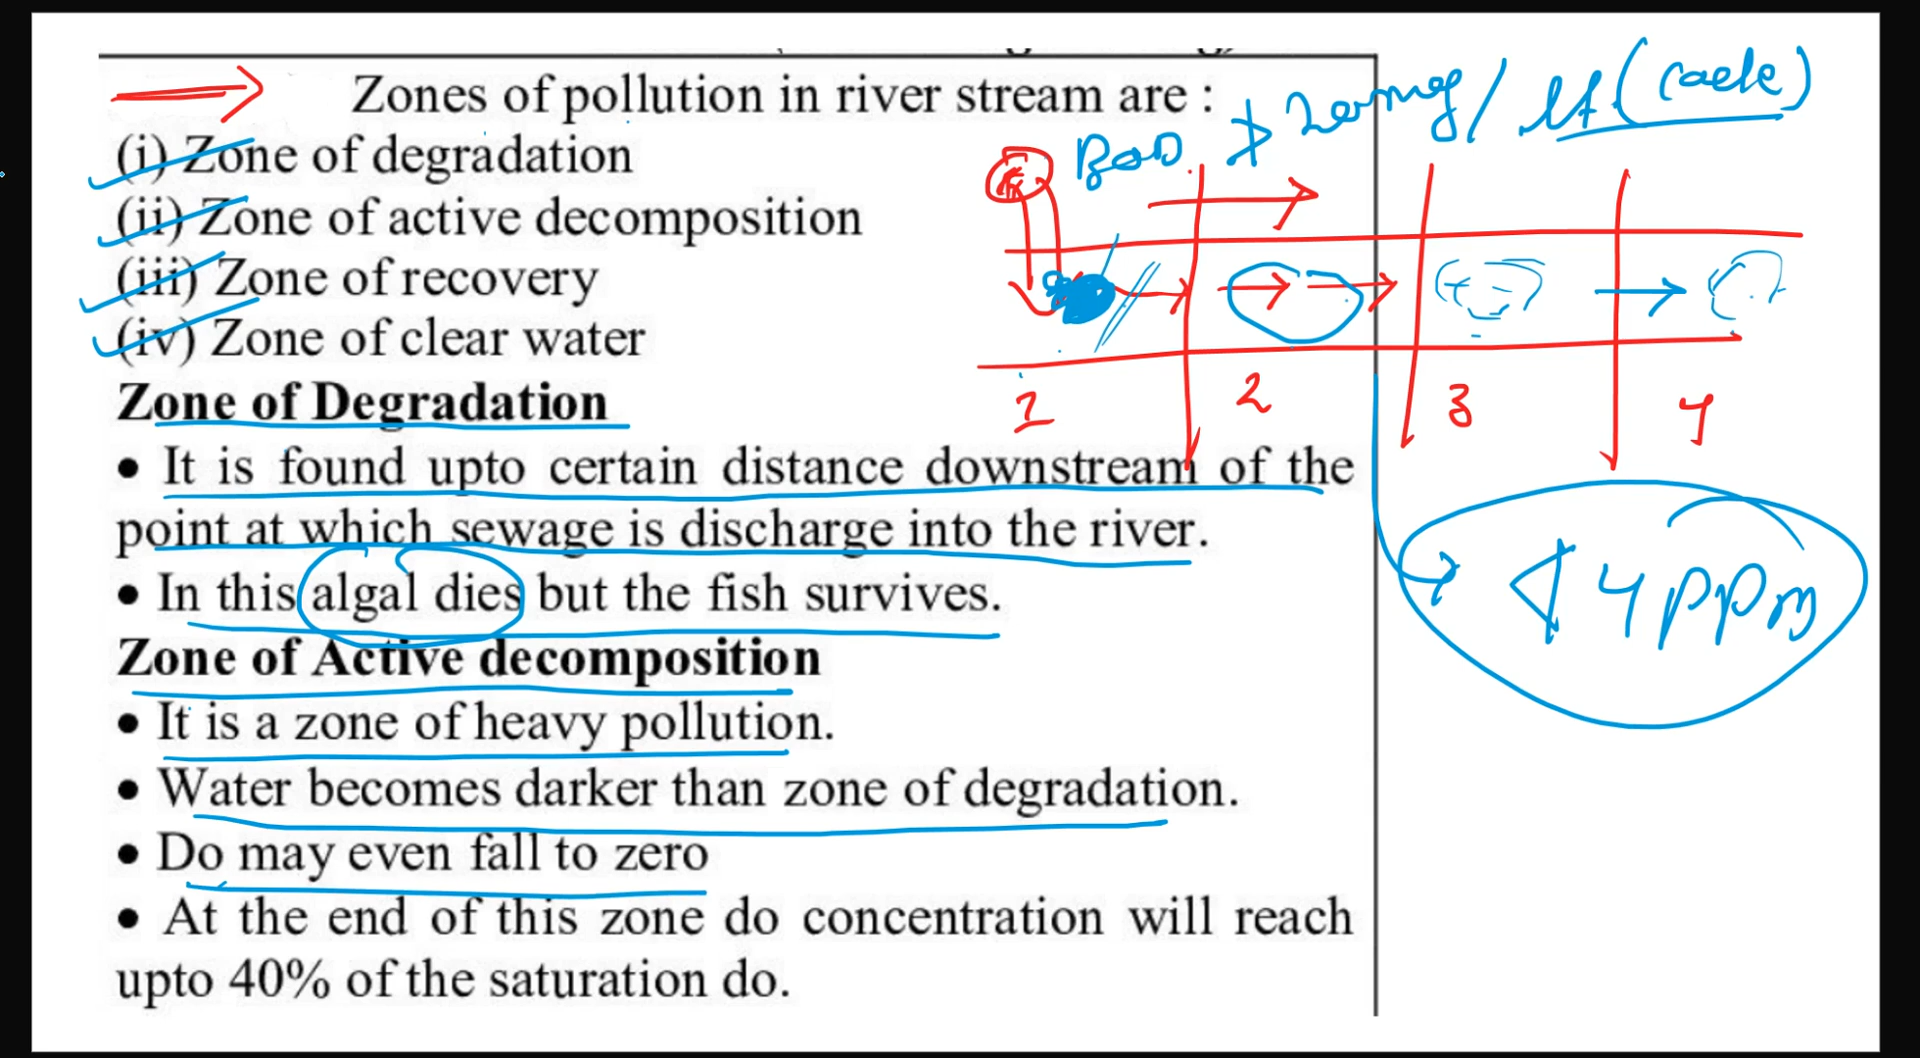 Zones of pollution in river stream are :
(i) Zone of degradation
(ii) Zone of active decomposition
(iii) Zone of recovery
(iv) Zone of clear water
Zone of Degradation
• It is found upto certain distance downstream of the
point at which sewage is discharge into the river.
• In this algal dies but the fish survives.
Zone of Active decomposition
• It is a zone of heavy pollution.
• Water becomes darker than zone of degradation.
• Do may even fall to zero
• At the end of this zone do concentration will reach
upto 40% of the saturation do.
BOD
1 2 3 4
4 ppm